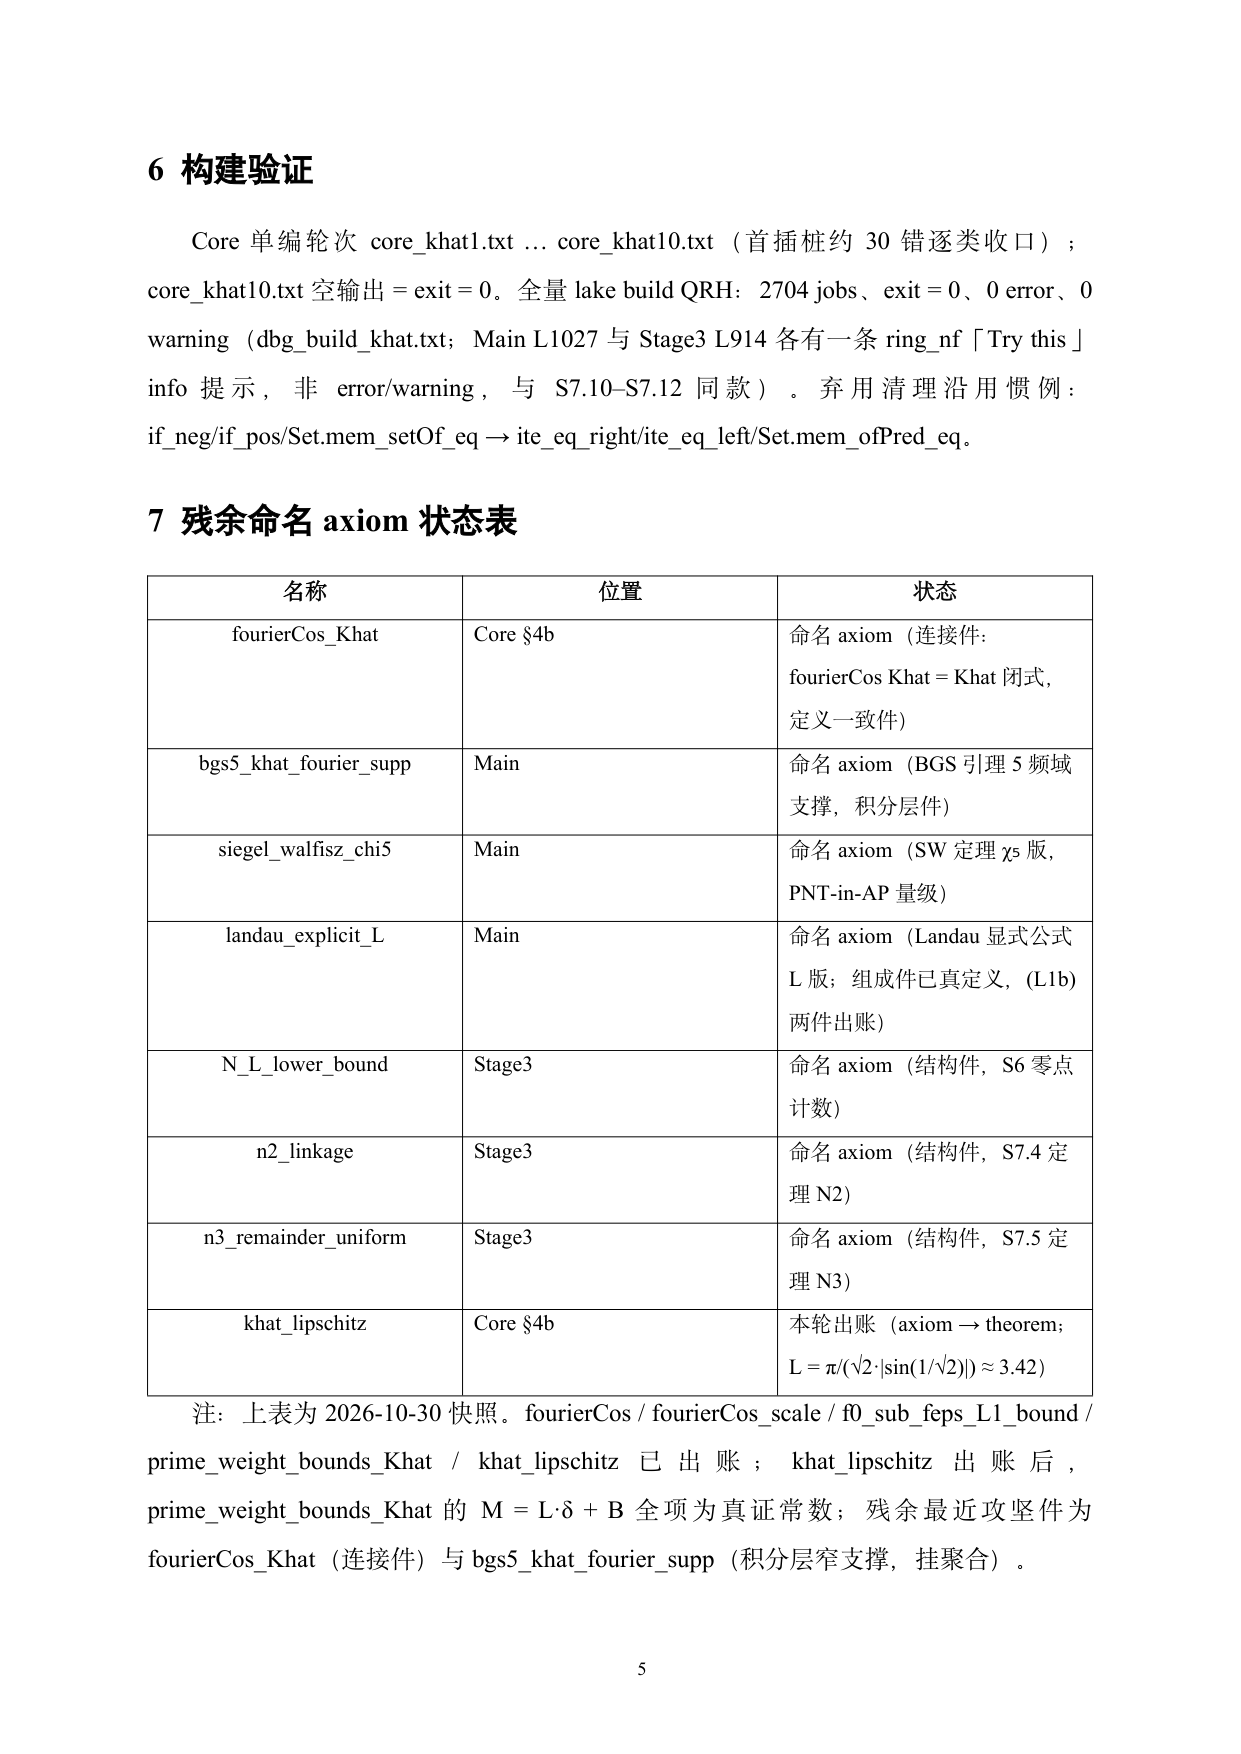 6 构建验证
Core 单编轮次 core_khat1.txt … core_khat10.txt（首插桩约 30 错逐类收口）；
core_khat10.txt 空输出 = exit = 0。全量 lake build QRH：2704 jobs、exit = 0、0 error、0
warning（dbg_build_khat.txt；Main L1027 与 Stage3 L914 各有一条 ring_nf「Try this」
info 提示，非 error/warning，与 S7.10–S7.12 同款）。弃用清理沿用惯例：
if_neg/if_pos/Set.mem_setOf_eq → ite_eq_right/ite_eq_left/Set.mem_ofPred_eq。
7 残余命名 axiom 状态表
名称 位置 状态
fourierCos_Khat Core §4b 命名 axiom（连接件：
fourierCos Khat = Khat 闭式，
定义一致件）
bgs5_khat_fourier_supp Main 命名 axiom（BGS 引理 5 频域
支撑，积分层件）
siegel_walfisz_chi5 Main 命名 axiom（SW 定理 χ₅ 版，
PNT-in-AP 量级）
landau_explicit_L Main 命名 axiom（Landau 显式公式
L 版；组成件已真定义，(L1b)
两件出账）
N_L_lower_bound Stage3 命名 axiom（结构件，S6 零点
计数）
n2_linkage Stage3 命名 axiom（结构件，S7.4 定
理 N2）
n3_remainder_uniform Stage3 命名 axiom（结构件，S7.5 定
理 N3）
khat_lipschitz Core §4b 本轮出账（axiom → theorem；
L = π/(√2·|sin(1/√2)|) ≈ 3.42）
注：上表为 2026-10-30 快照。fourierCos / fourierCos_scale / f0_sub_feps_L1_bound /
prime_weight_bounds_Khat / khat_lipschitz 已出账；khat_lipschitz 出账后，
prime_weight_bounds_Khat 的 M = L·δ + B 全项为真证常数；残余最近攻坚件为
fourierCos_Khat（连接件）与 bgs5_khat_fourier_supp（积分层窄支撑，挂聚合）。
5